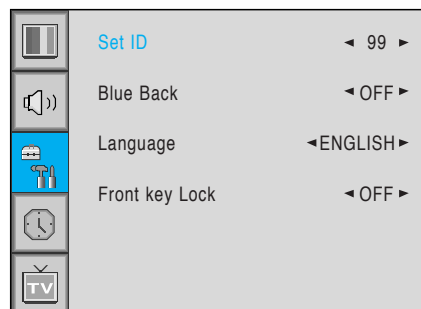 Set ID ◄ 99 ►
Blue Back ◄ OFF ►
Language ◄ ENGLISH ►
Front key Lock ◄ OFF ►
TV